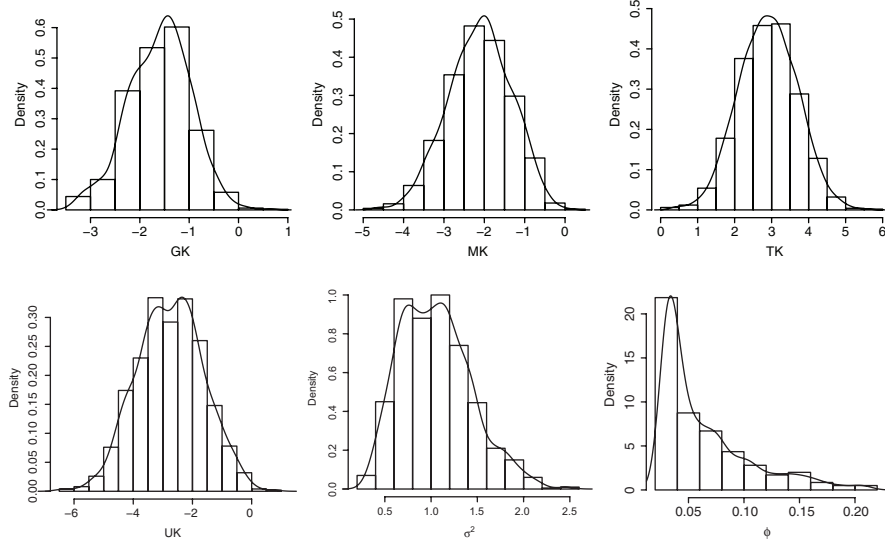 Density
0.0 0.1 0.2 0.3 0.4 0.5 0.6
−3 −2 −1 0 1
GK
Density
0.0 0.1 0.2 0.3 0.4 0.5
−5 −4 −3 −2 −1 0
MK
Density
0.0 0.1 0.2 0.3 0.4 0.5
0 1 2 3 4 5 6
TK
Density
0.00 0.05 0.10 0.15 0.20 0.25 0.30
−6 −4 −2 0
UK
Density
0.0 0.2 0.4 0.6 0.8 1.0
0.5 1.0 1.5 2.0 2.5
σ²
Density
0 5 10 15 20
0.05 0.10 0.15 0.20
ϕ